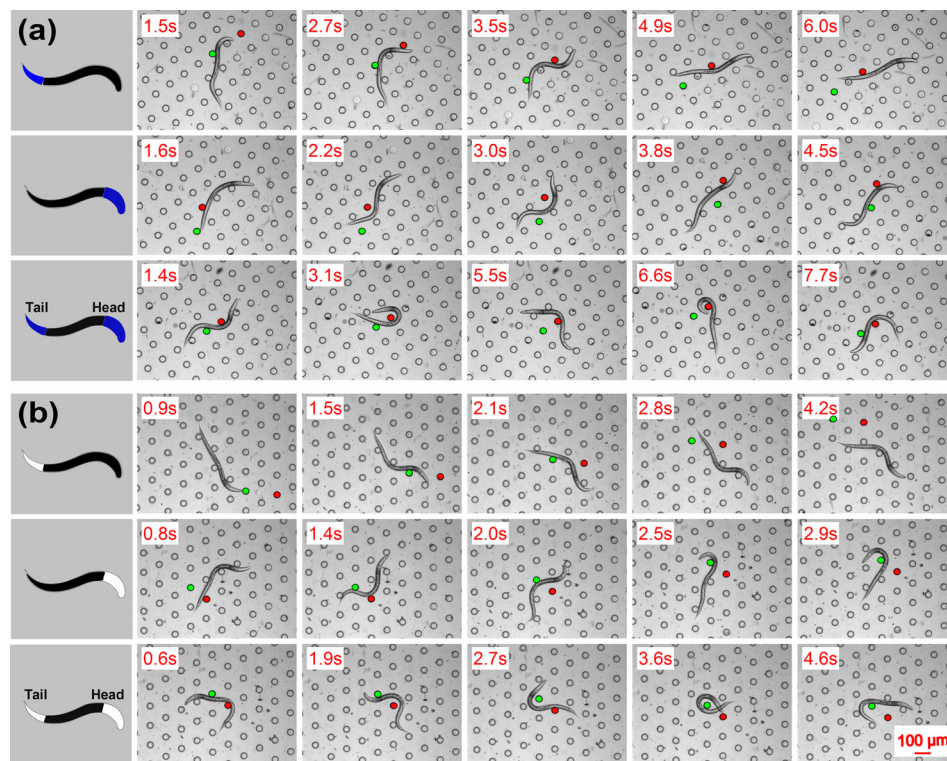 (a)
1.5s 2.7s 3.5s 4.9s 6.0s
1.6s 2.2s 3.0s 3.8s 4.5s
Tail Head 1.4s 3.1s 5.5s 6.6s 7.7s
(b)
0.9s 1.5s 2.1s 2.8s 4.2s
0.8s 1.4s 2.0s 2.5s 2.9s
Tail Head 0.6s 1.9s 2.7s 3.6s 4.6s
100 µm